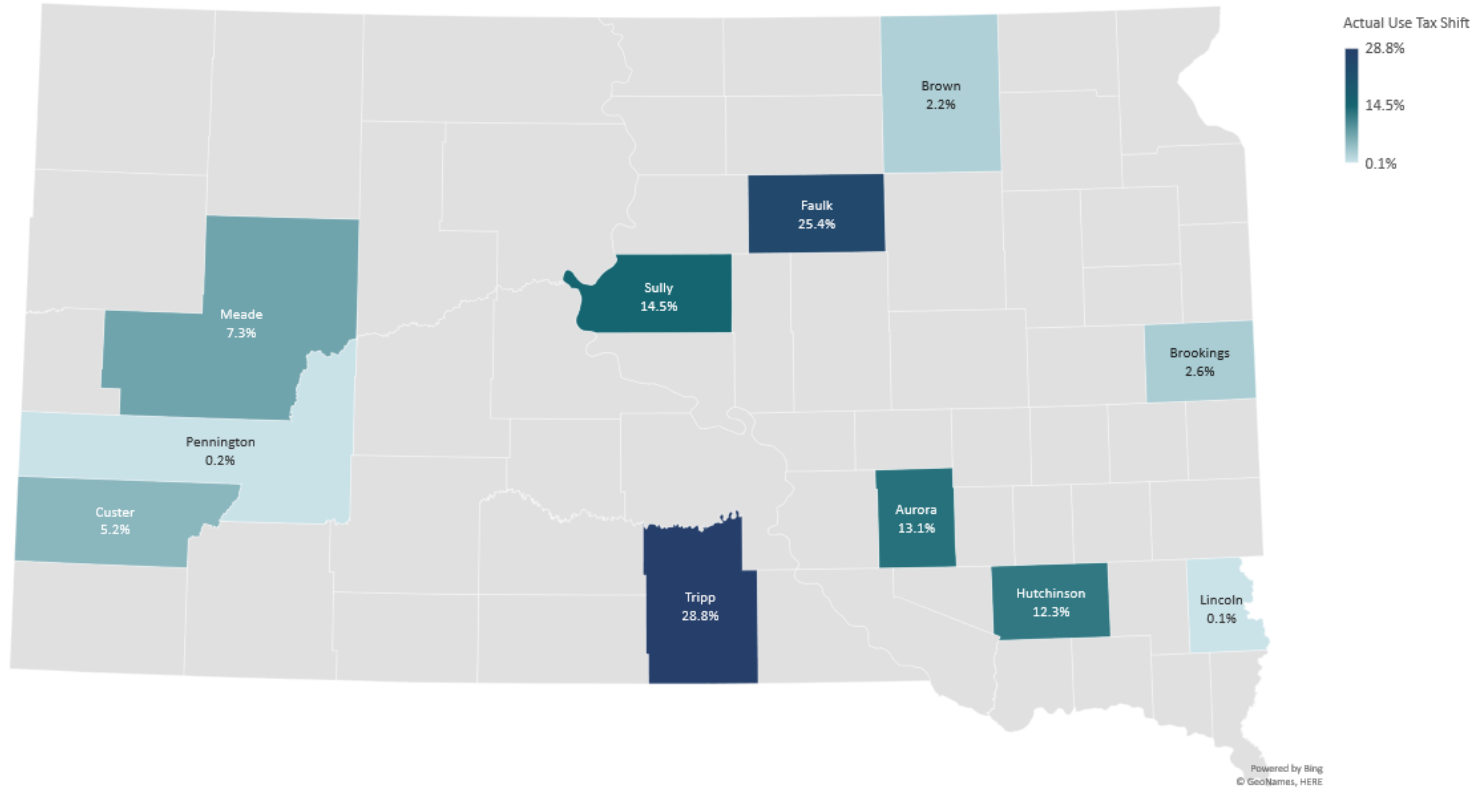 Actual Use Tax Shift
28.8%
14.5%
0.1%
Brown
2.2%
Faulk
25.4%
Sully
14.5%
Meade
7.3%
Brookings
2.6%
Pennington
0.2%
Custer
5.2%
Aurora
13.1%
Tripp
28.8%
Hutchinson
12.3%
Lincoln
0.1%
Powered by Bing
© GeoNames, HERE